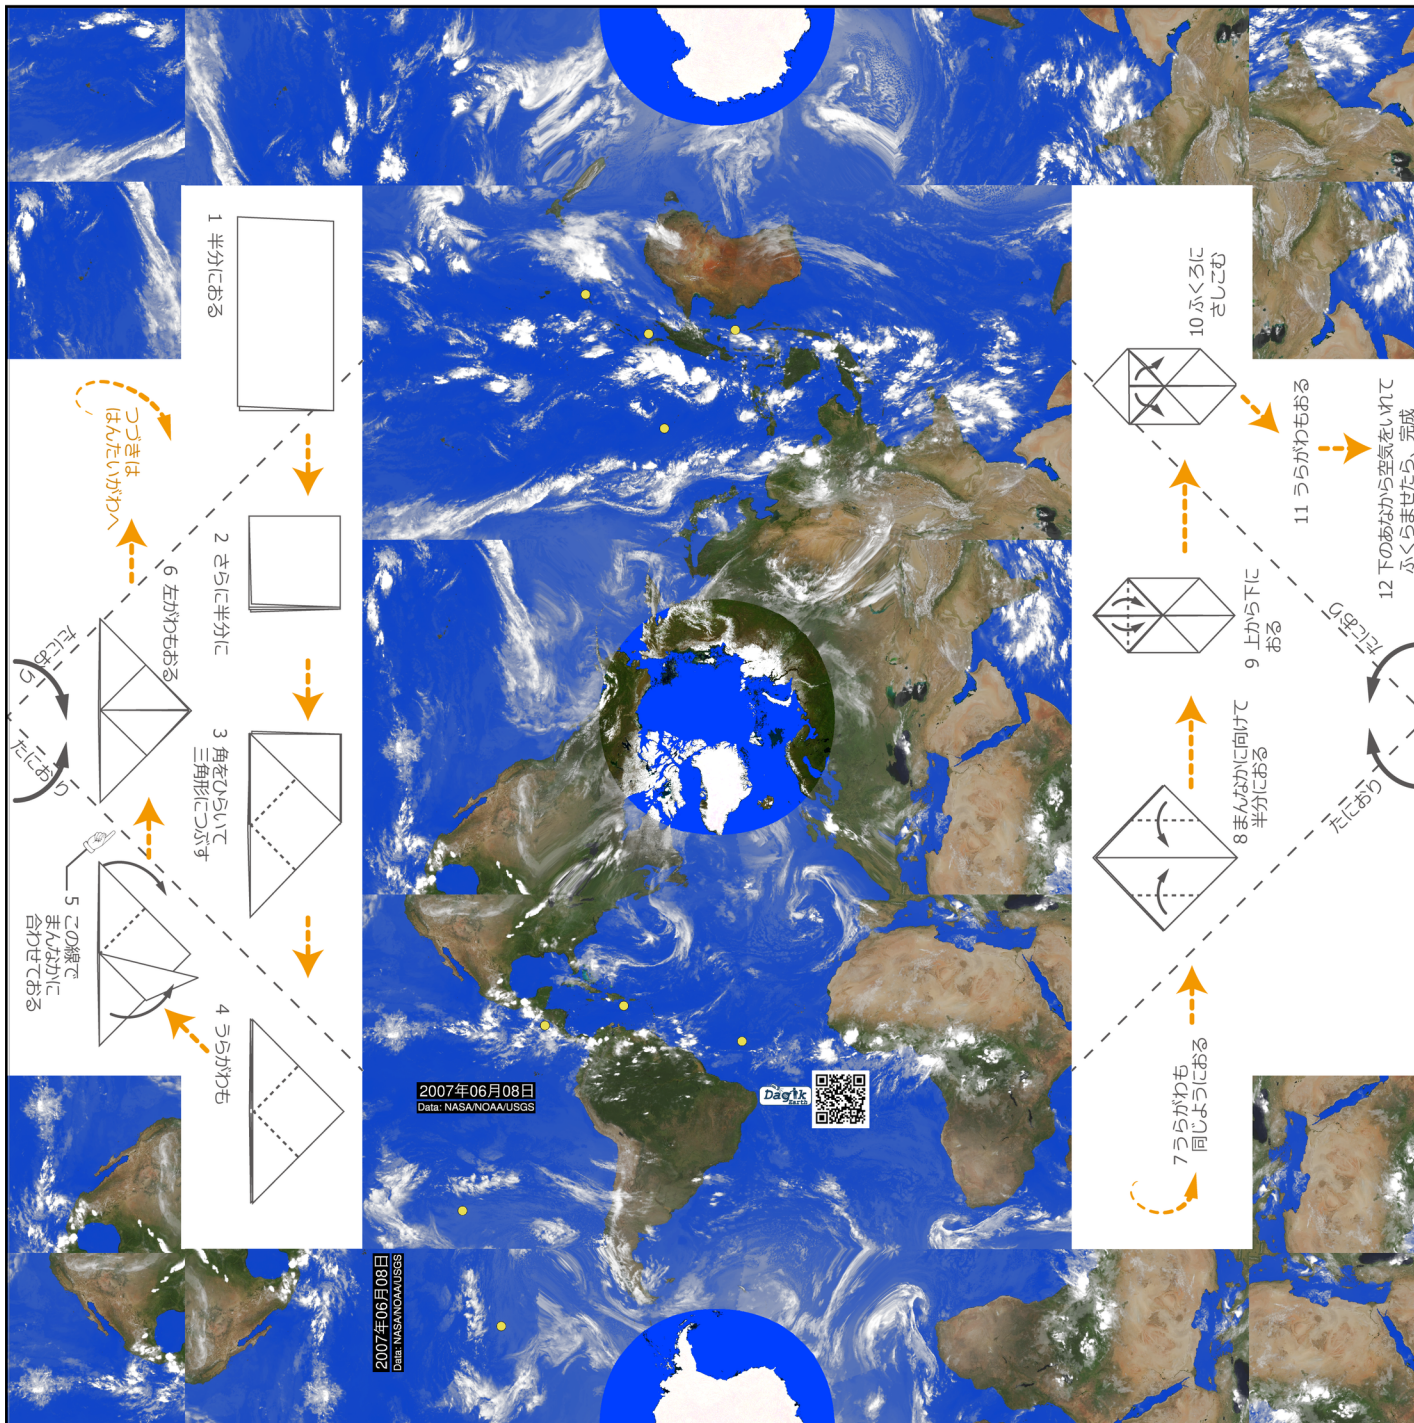 1 半分におる
2 さらに半分に
3 角をひらいて
三角形につぶす
4 うらがわも
5 この線で
まんなかに
合わせておる
6 左がわもおる
つづきは
はんたいがわへ
たにおり
たにおり
7 うらがわも
同じようにおる
8 まんなかに向けて
半分におる
9 上から下に
おる
10 ふくろに
さしこむ
11 うらがわもおる
12 下のあなから空気をいれて
ふくらませたら、完成
たにおり
たにおり
2007年06月08日
Data: NASA/NOAA/USGS
Dagik
Earth
2007年06月08日
Data: NASA/NOAA/USGS